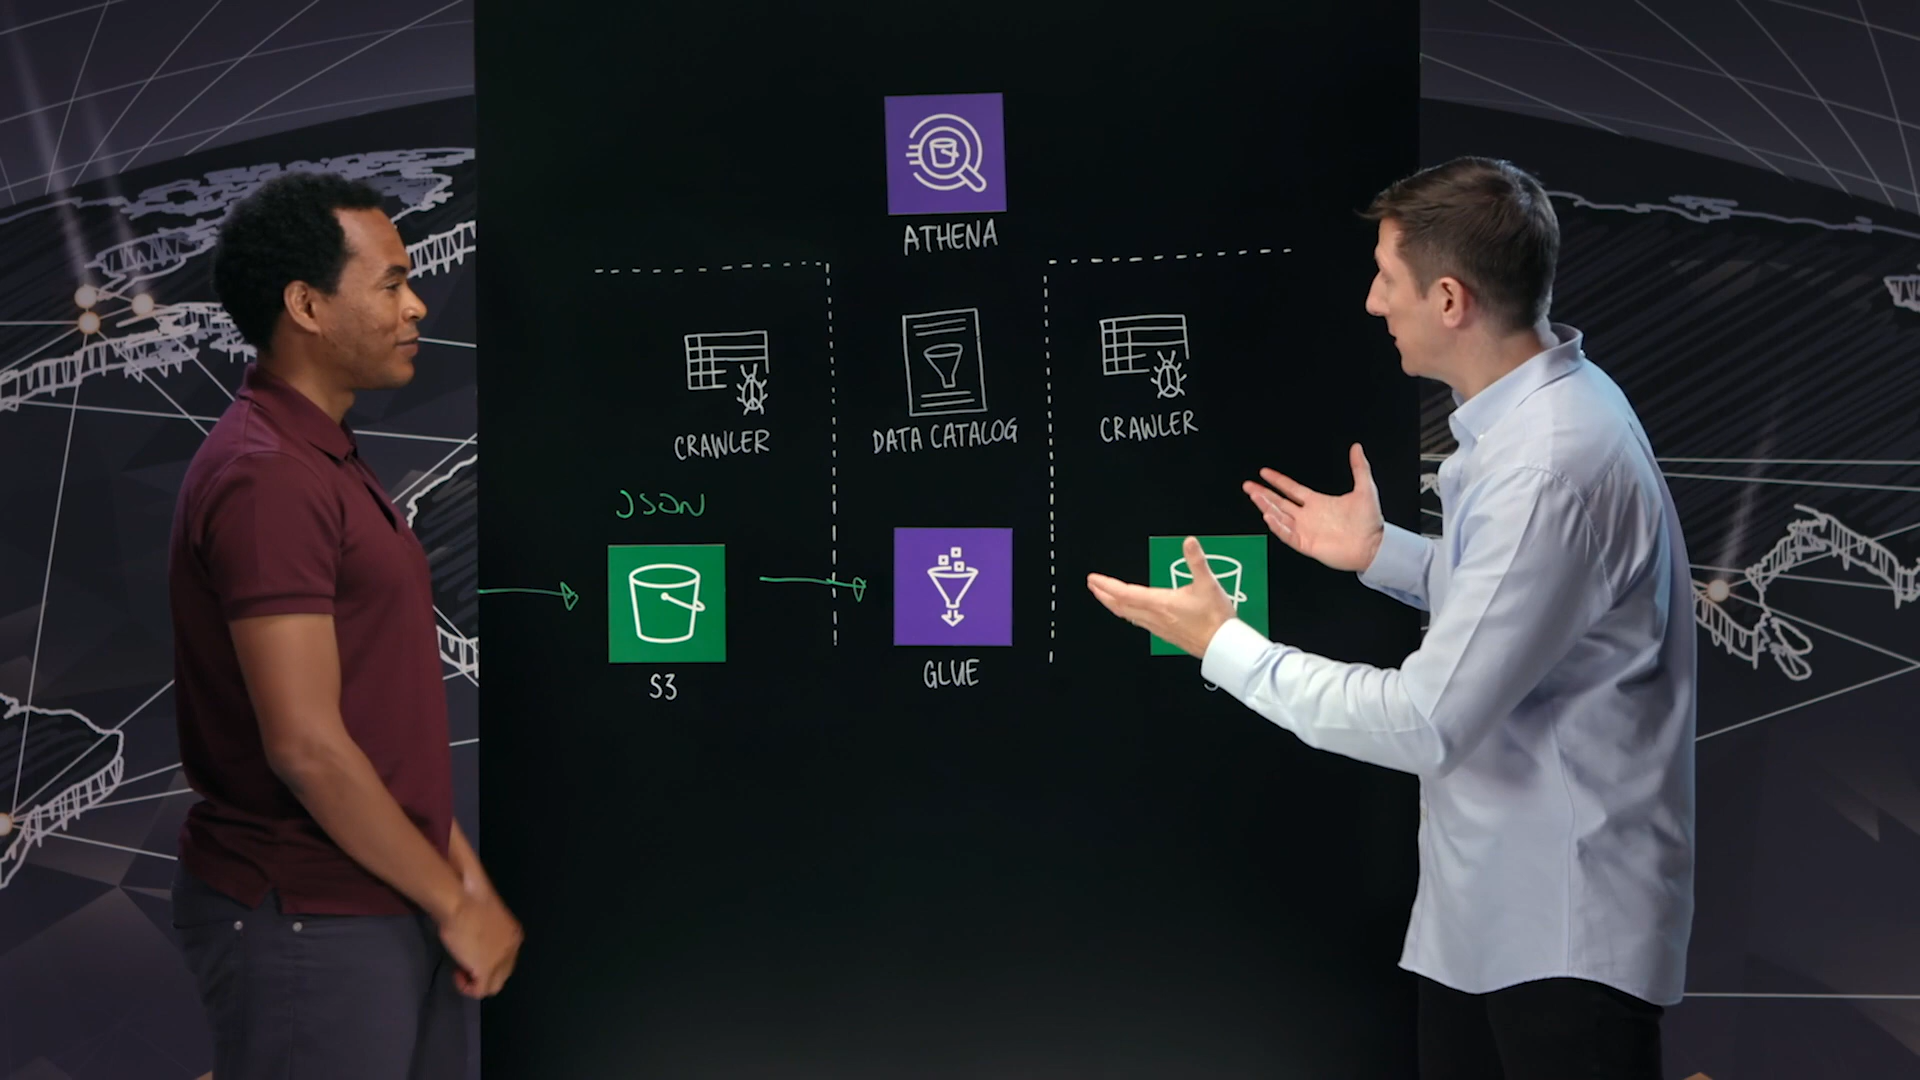 ATHENA
CRAWLER
DATA CATALOG
CRAWLER
JSON
S3
GLUE